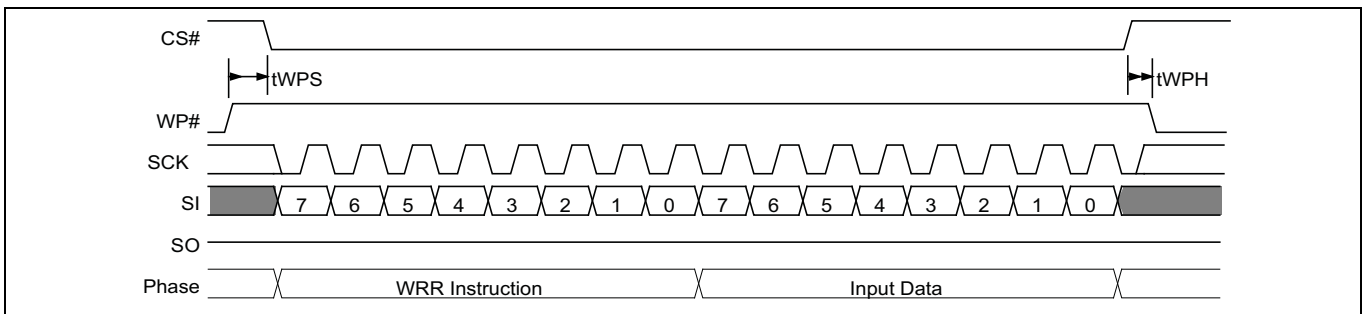 CS#
tWPS
tWPH
WP#
SCK
SI 7 6 5 4 3 2 1 0 7 6 5 4 3 2 1 0
SO
Phase WRR Instruction Input Data